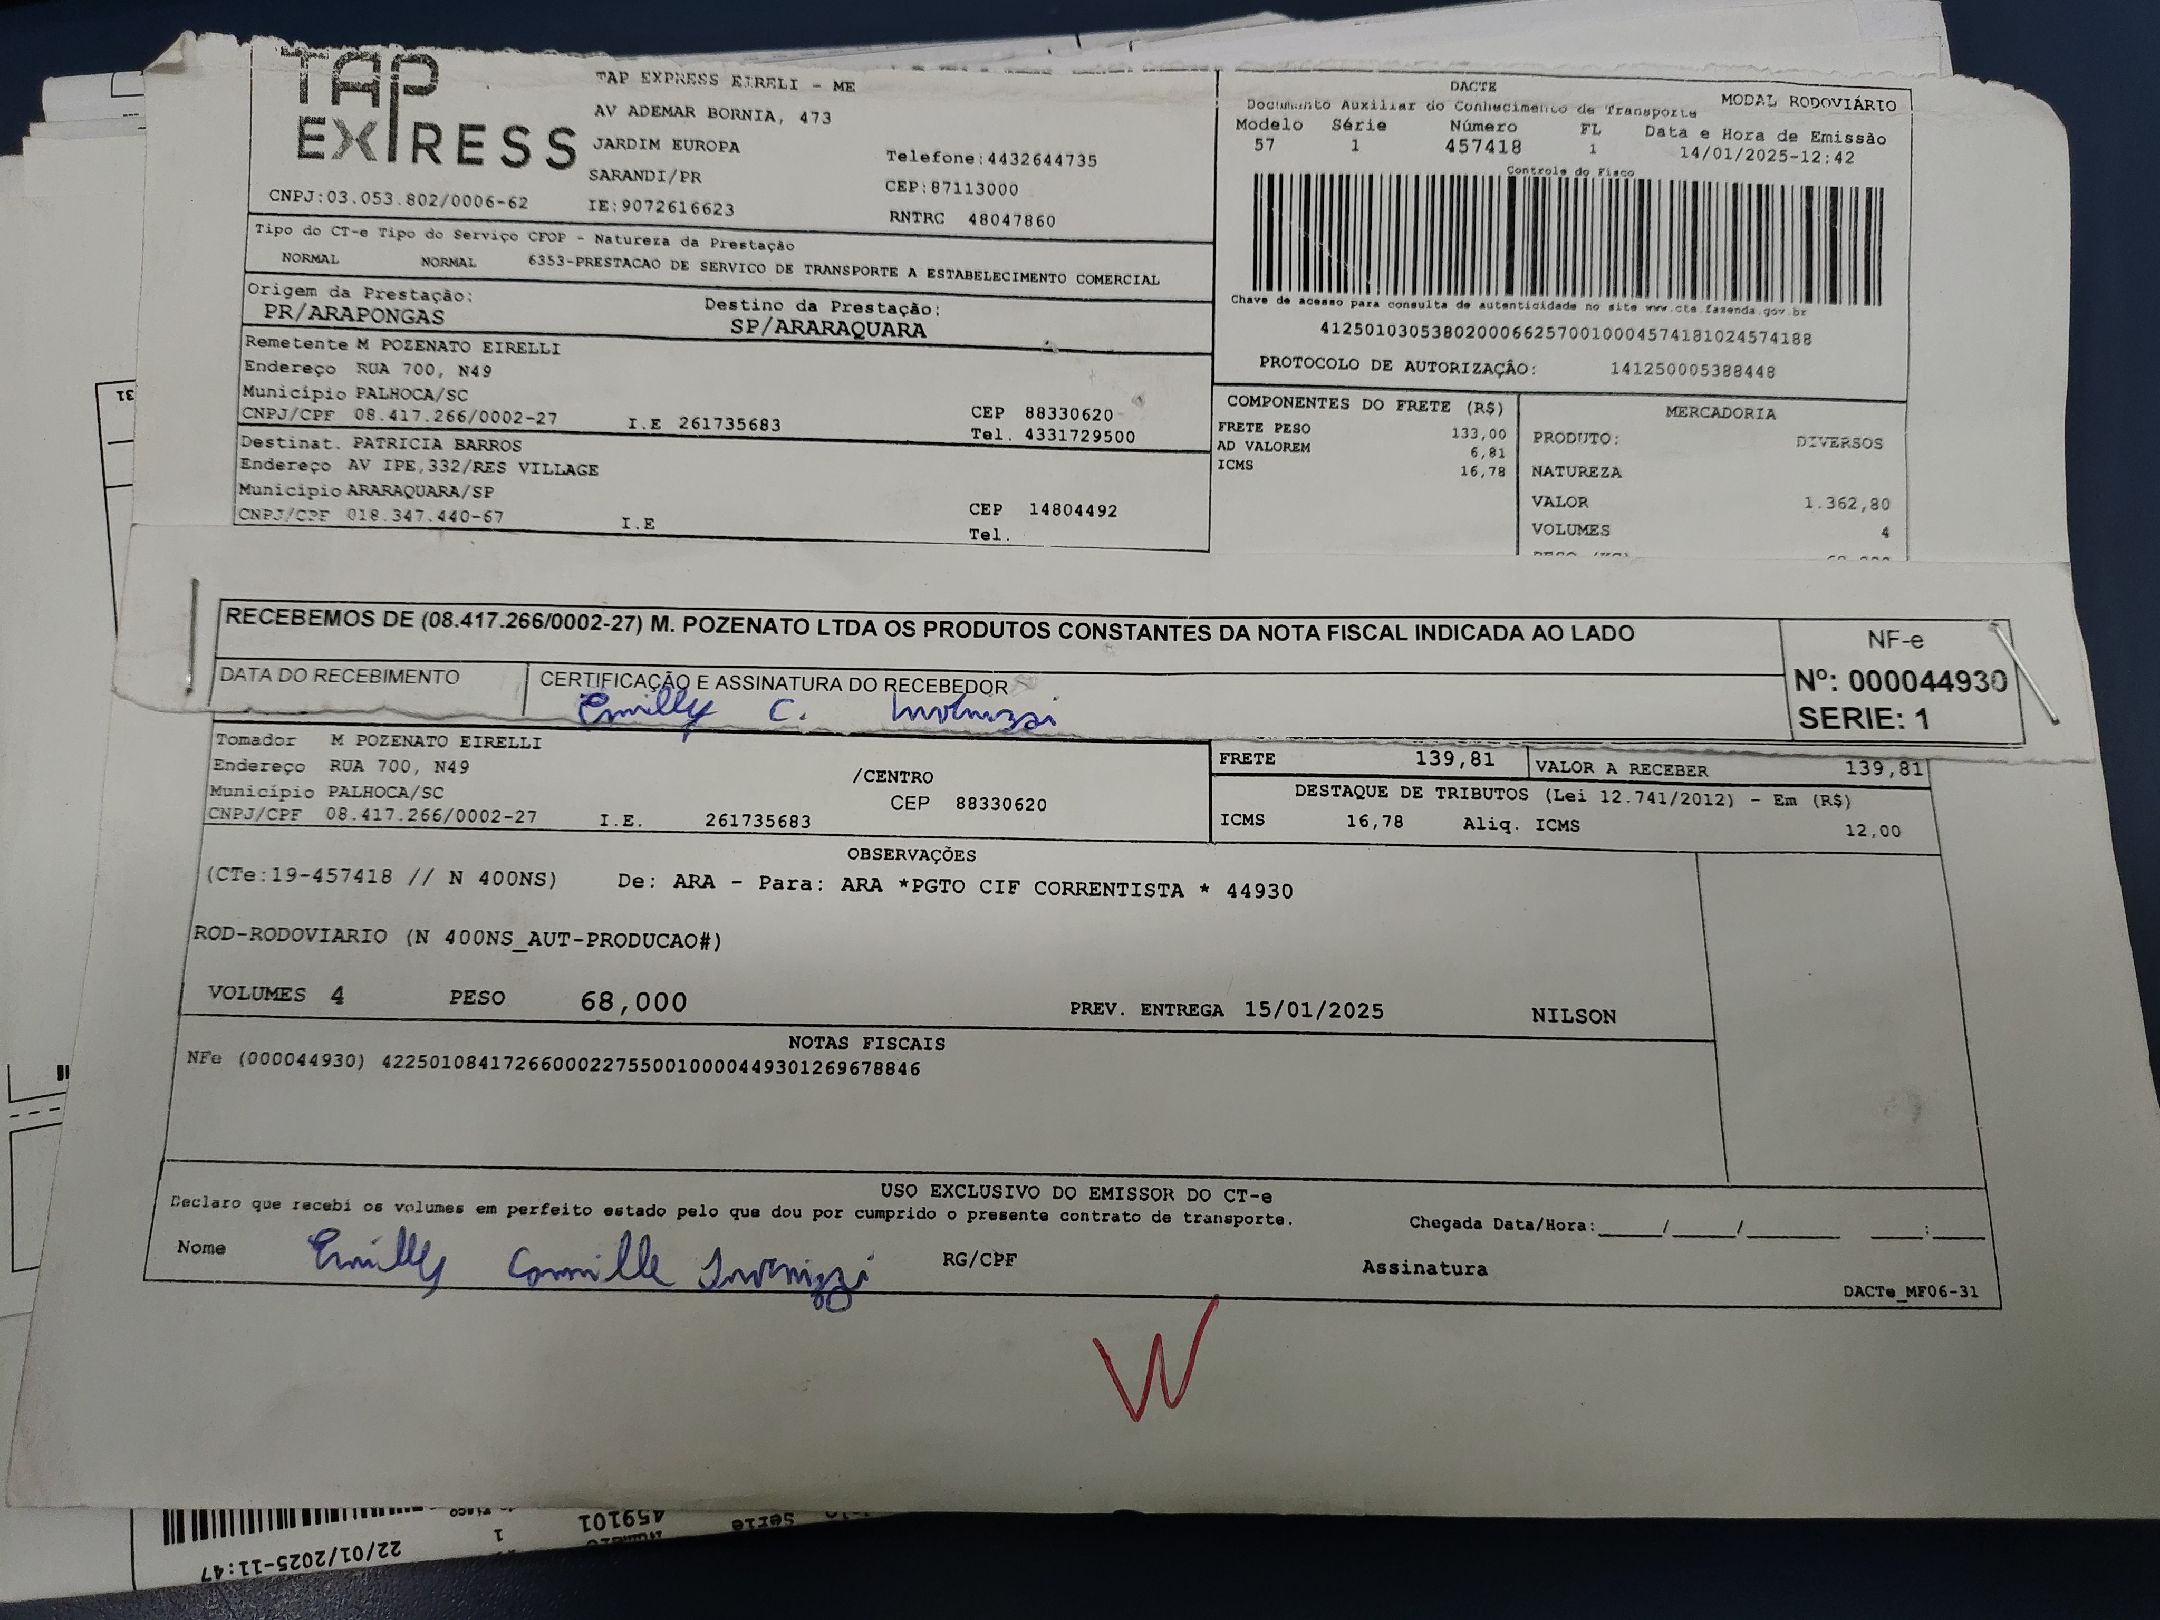 TAP EXPRESS
TAP EXPRESS EIRELI - ME
AV ADEMAR BORNIA, 473
JARDIM EUROPA
SARANDI/PR
Telefone:4432644735
CEP:87113000
CNPJ:03.053.802/0006-62
IE:9072616623
RNTRC 48047860
DACTE
Documento Auxiliar do Conhecimento de Transporte
MODAL RODOVIÁRIO
Modelo Série Número FL Data e Hora de Emissão
57 1 457418 1 14/01/2025-12:42
Controle do Fisco
Chave de acesso para consulta de autenticidade no site www.cte.fazenda.gov.br
41250103053802000662570010004574181024574188
PROTOCOLO DE AUTORIZAÇÃO: 141250005388448
Tipo do CT-e Tipo do Serviço CFOP - Natureza da Prestação
NORMAL NORMAL 6353-PRESTACAO DE SERVICO DE TRANSPORTE A ESTABELECIMENTO COMERCIAL
Origem da Prestação: Destino da Prestação:
PR/ARAPONGAS SP/ARARAQUARA
Remetente M POZENATO EIRELLI
Endereço RUA 700, N49
Município PALHOCA/SC
CNPJ/CPF 08.417.266/0002-27 I.E 261735683
CEP 88330620
Tel. 4331729500
Destinat. PATRICIA BARROS
Endereço AV IPE,332/RES VILLAGE
Município ARARAQUARA/SP
CNPJ/CPF 018.347.440-67 I.E
CEP 14804492
Tel.
COMPONENTES DO FRETE (R$)
FRETE PESO 133,00
AD VALOREM 6,81
ICMS 16,78
MERCADORIA
PRODUTO: DIVERSOS
NATUREZA
VALOR 1.362,80
VOLUMES 4
RECEBEMOS DE (08.417.266/0002-27) M. POZENATO LTDA OS PRODUTOS CONSTANTES DA NOTA FISCAL INDICADA AO LADO
DATA DO RECEBIMENTO
CERTIFICAÇÃO E ASSINATURA DO RECEBEDOR
Emilly C. Invernizzi
NF-e
Nº: 000044930
SERIE: 1
Tomador M POZENATO EIRELLI
Endereço RUA 700, N49 /CENTRO
Município PALHOCA/SC CEP 88330620
CNPJ/CPF 08.417.266/0002-27 I.E. 261735683
FRETE 139,81 VALOR A RECEBER 139,81
DESTAQUE DE TRIBUTOS (Lei 12.741/2012) - Em (R$)
ICMS 16,78 Aliq. ICMS 12,00
OBSERVAÇÕES
(CTe:19-457418 // N 400NS) De: ARA - Para: ARA *PGTO CIF CORRENTISTA * 44930
ROD-RODOVIARIO (N 400NS_AUT-PRODUCAO#)
VOLUMES 4 PESO 68,000 PREV. ENTREGA 15/01/2025 NILSON
NOTAS FISCAIS
NFe (000044930) 42250108417266000227550010000449301269678846
USO EXCLUSIVO DO EMISSOR DO CT-e
Declaro que recebi os volumes em perfeito estado pelo que dou por cumprido o presente contrato de transporte.
Chegada Data/Hora:____/____/______ ___:___
Nome Emilly Camille Invernizzi RG/CPF Assinatura
DACTe_MF06-31
W
459101
1
22/01/2025-11:47